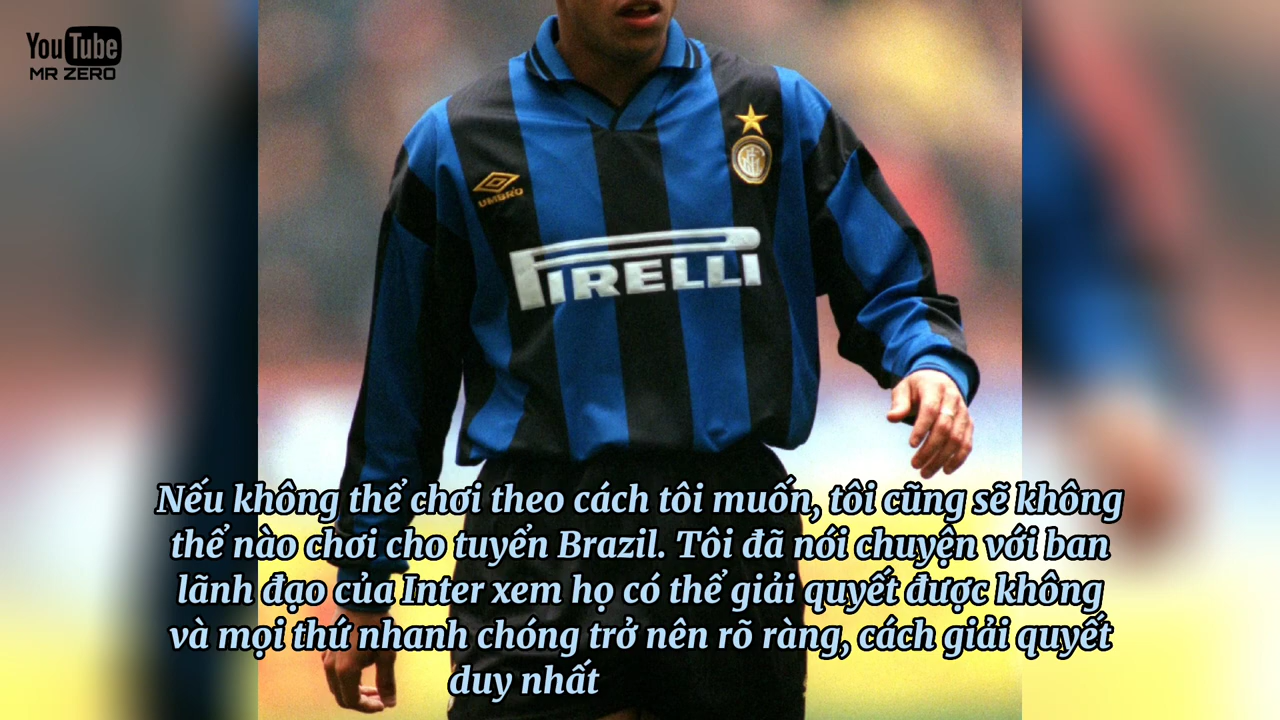 YouTube
MR ZERO
UMBRO
PIRELLI
Nếu không thể chơi theo cách tôi muốn, tôi cũng sẽ không
thể nào chơi cho tuyển Brazil. Tôi đã nói chuyện với ban
lãnh đạo của Inter xem họ có thể giải quyết được không
và mọi thứ nhanh chóng trở nên rõ ràng, cách giải quyết
duy nhất